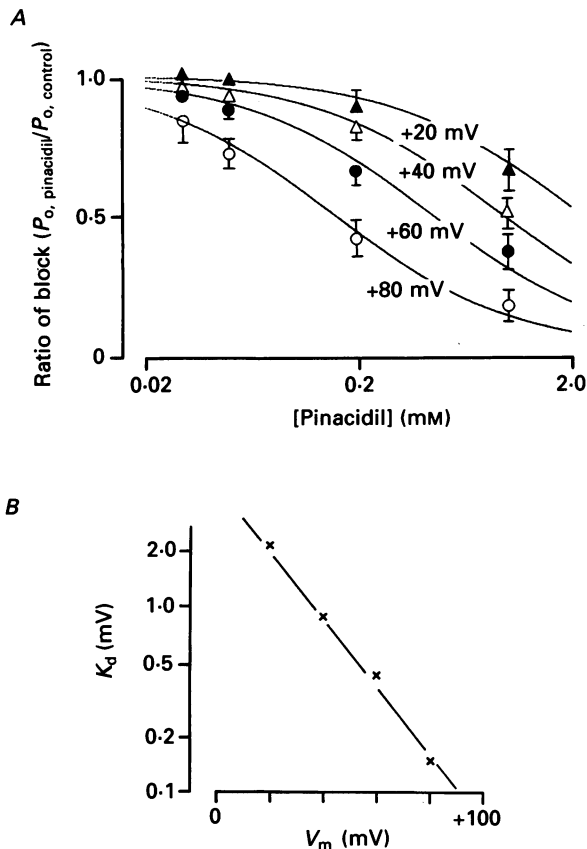 A
Ratio of block (Po, pinacidil/Po, control)
1·0
0·5
0
+20 mV
+40 mV
+60 mV
+80 mV
0·02
0·2
2·0
[Pinacidil] (mM)
B
Kd (mV)
2·0
1·0
0·5
0·2
0·1
0
+100
Vm (mV)